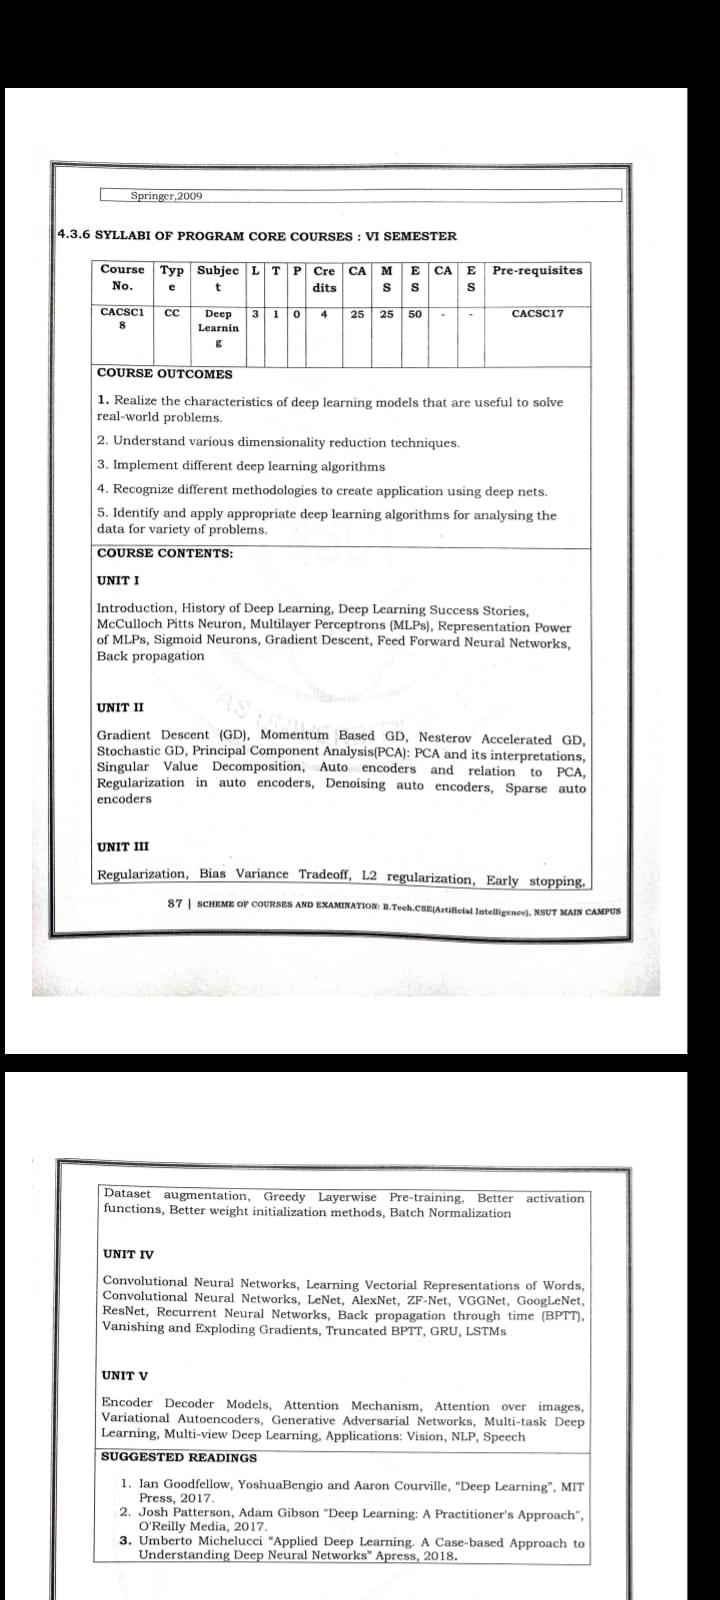 Springer,2009
4.3.6 SYLLABI OF PROGRAM CORE COURSES : VI SEMESTER
Course No. Typ e Subjec t L T P Cre dits CA M S E S CA E S Pre-requisites
CACSC1 8 CC Deep Learnin g 3 1 0 4 25 25 50 - - CACSC17
COURSE OUTCOMES
1. Realize the characteristics of deep learning models that are useful to solve
real-world problems.
2. Understand various dimensionality reduction techniques.
3. Implement different deep learning algorithms
4. Recognize different methodologies to create application using deep nets.
5. Identify and apply appropriate deep learning algorithms for analysing the
data for variety of problems.
COURSE CONTENTS:
UNIT I
Introduction, History of Deep Learning, Deep Learning Success Stories,
McCulloch Pitts Neuron, Multilayer Perceptrons (MLPs), Representation Power
of MLPs, Sigmoid Neurons, Gradient Descent, Feed Forward Neural Networks,
Back propagation
UNIT II
Gradient Descent (GD), Momentum Based GD, Nesterov Accelerated GD,
Stochastic GD, Principal Component Analysis(PCA): PCA and its interpretations,
Singular Value Decomposition, Auto encoders and relation to PCA,
Regularization in auto encoders, Denoising auto encoders, Sparse auto
encoders
UNIT III
Regularization, Bias Variance Tradeoff, L2 regularization, Early stopping,
87 | SCHEME OF COURSES AND EXAMINATION: B.Tech.CSE(Artificial Intelligence), NSUT MAIN CAMPUS
Dataset augmentation, Greedy Layerwise Pre-training, Better activation
functions, Better weight initialization methods, Batch Normalization
UNIT IV
Convolutional Neural Networks, Learning Vectorial Representations of Words,
Convolutional Neural Networks, LeNet, AlexNet, ZF-Net, VGGNet, GoogLeNet,
ResNet, Recurrent Neural Networks, Back propagation through time (BPTT),
Vanishing and Exploding Gradients, Truncated BPTT, GRU, LSTMs
UNIT V
Encoder Decoder Models, Attention Mechanism, Attention over images,
Variational Autoencoders, Generative Adversarial Networks, Multi-task Deep
Learning, Multi-view Deep Learning, Applications: Vision, NLP, Speech
SUGGESTED READINGS
1. Ian Goodfellow, YoshuaBengio and Aaron Courville, "Deep Learning", MIT
Press, 2017.
2. Josh Patterson, Adam Gibson "Deep Learning: A Practitioner's Approach",
O'Reilly Media, 2017.
3. Umberto Michelucci "Applied Deep Learning. A Case-based Approach to
Understanding Deep Neural Networks" Apress, 2018.